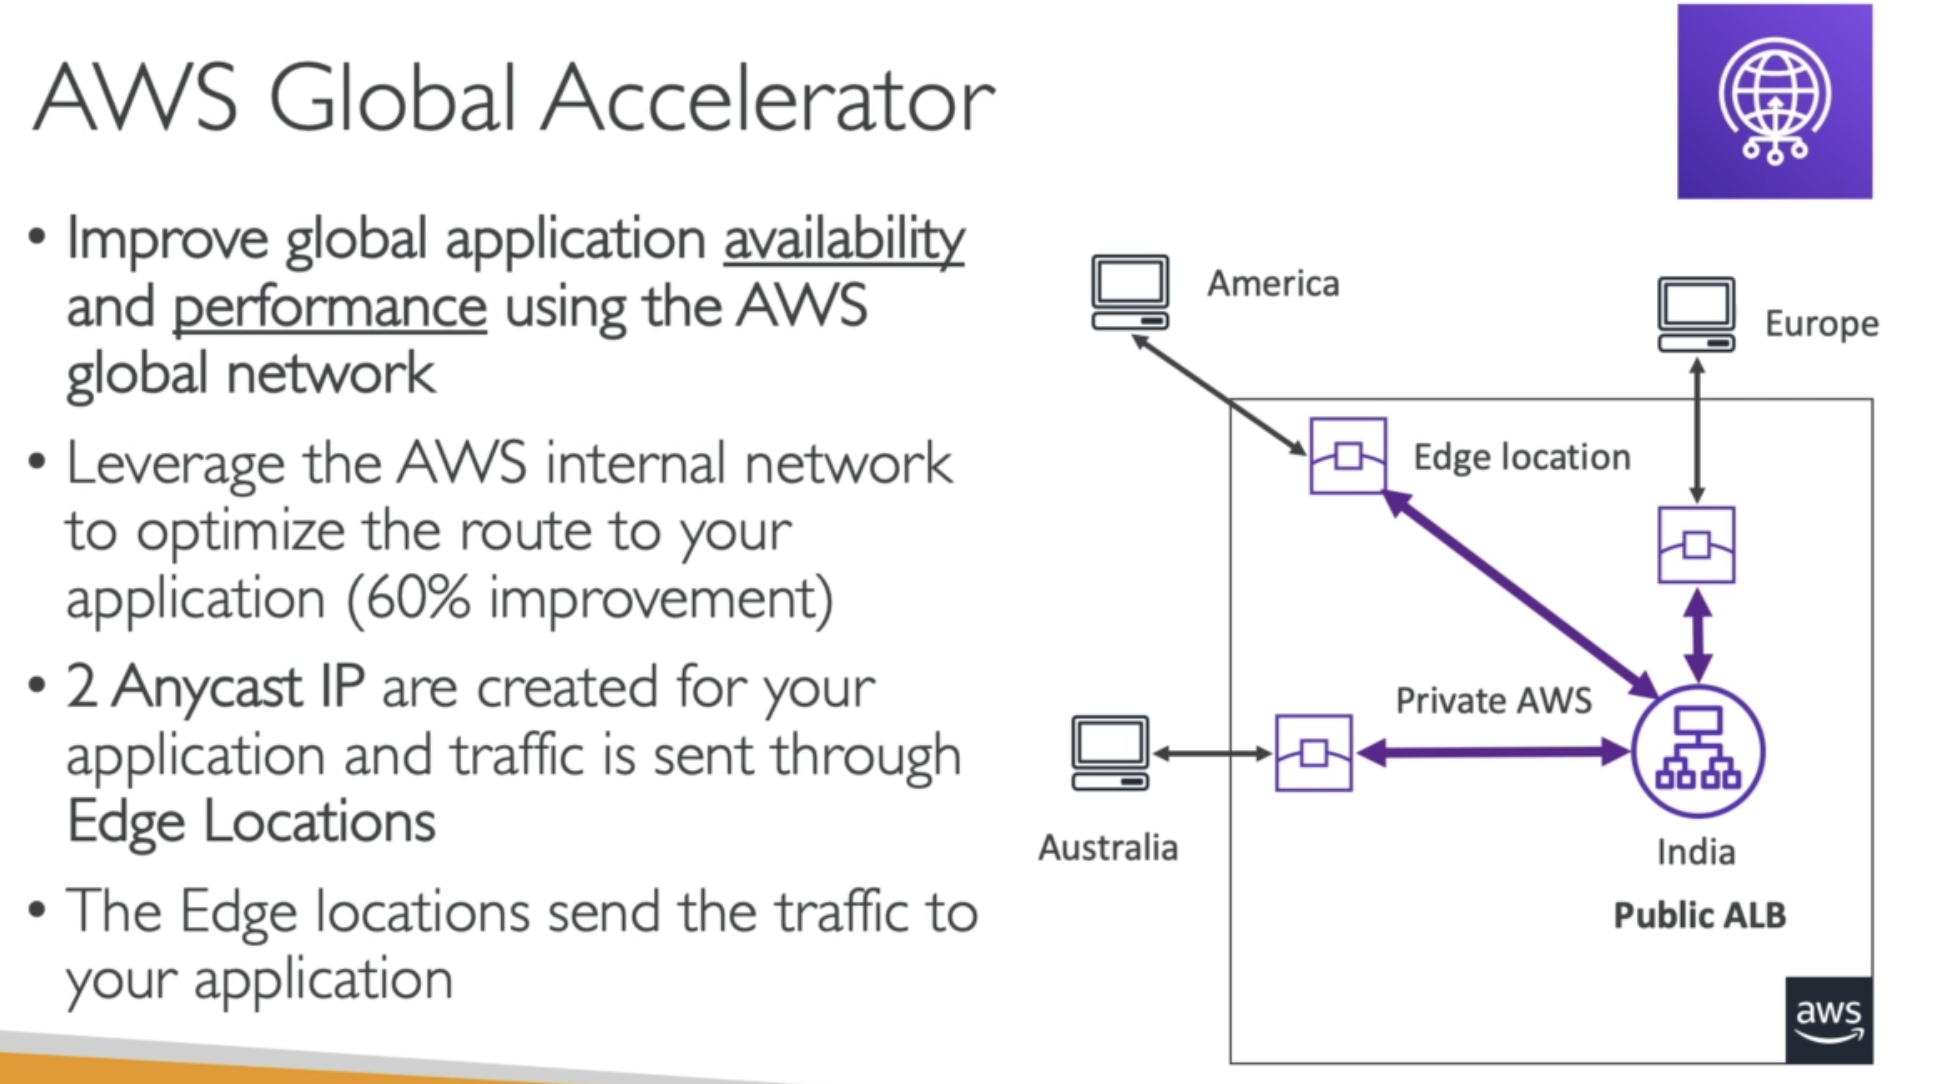 AWS Global Accelerator
• Improve global application availability
and performance using the AWS
global network
• Leverage the AWS internal network
to optimize the route to your
application (60% improvement)
• 2 Anycast IP are created for your
application and traffic is sent through
Edge Locations
• The Edge locations send the traffic to
your application
America
Europe
Edge location
Private AWS
Australia
India
Public ALB
aws